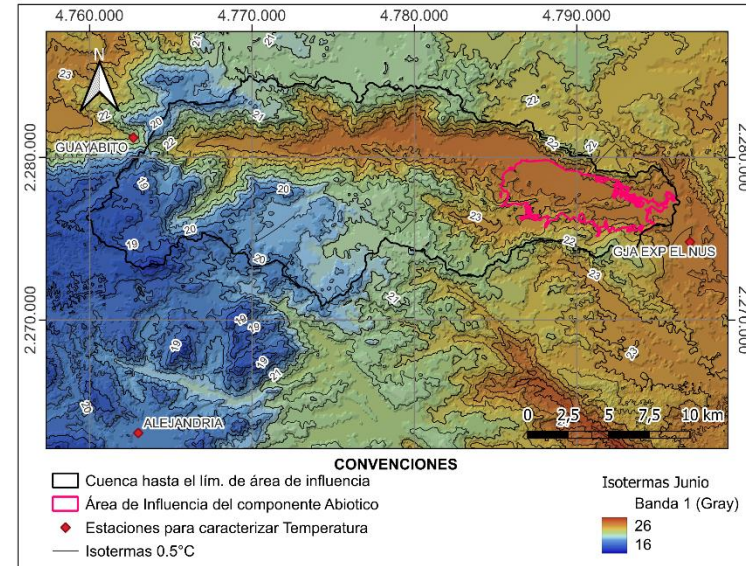 4.760.000 4.770.000 4.780.000 4.790.000
N
21
21
23
22
20
21
22
22
22
GUAYABITO
22
2.280.000 2.280.000
19
20
23
19
20
22
GJA EXP EL NUS
20
23
21
2.270.000 2.270.000
19
19
19
19
21
23
20
ALEJANDRIA
0 2,5 5 7,5 10 km
CONVENCIONES
Cuenca hasta el lím. de área de influencia
Área de Influencia del componente Abiotico
Estaciones para caracterizar Temperatura
Isotermas 0.5°C
Isotermas Junio
Banda 1 (Gray)
26
16